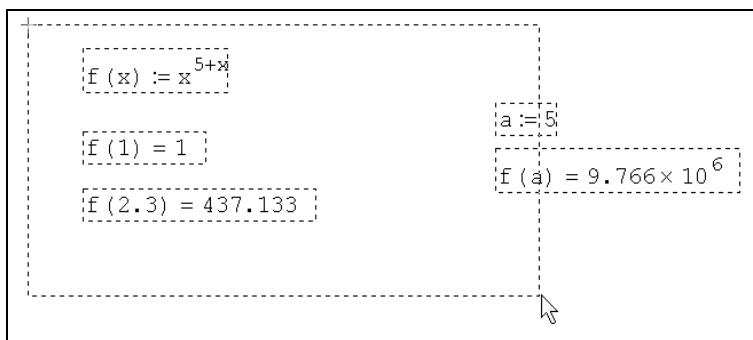 f(x) := x^{5+x}
a := 5
f(1) = 1
f(a) = 9.766 × 10^6
f(2.3) = 437.133